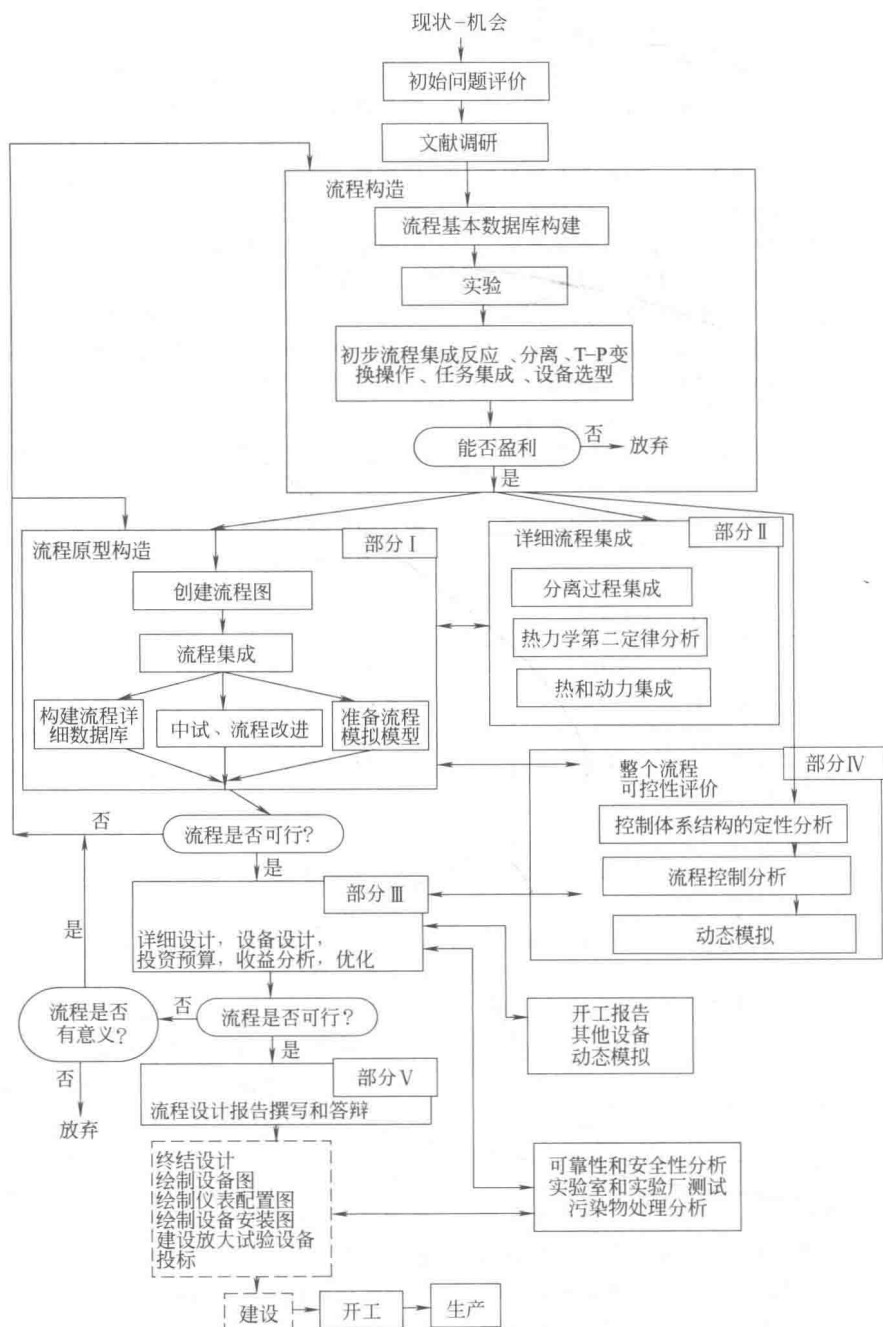 现状-机会
初始问题评价
文献调研
流程构造
流程基本数据库构建
实验
初步流程集成反应、分离、T-P变
换操作、任务集成、设备选型
能否盈利
否
放弃
是
部分Ⅰ
流程原型构造
创建流程图
流程集成
构建流程详
细数据库
中试、流程改进
准备流程
模拟模型
部分Ⅱ
详细流程集成
分离过程集成
热力学第二定律分析
热和动力集成
部分Ⅳ
整个流程
可控性评价
控制体系结构的定性分析
流程控制分析
动态模拟
否
流程是否可行?
是
部分Ⅲ
详细设计，设备设计，
投资预算，收益分析，优化
是
流程是否
有意义?
否
流程是否可行?
否
放弃
是
开工报告
其他设备
动态模拟
部分Ⅴ
流程设计报告撰写和答辩
终结设计
绘制设备图
绘制仪表配置图
绘制设备安装图
建设放大试验设备
投标
可靠性和安全性分析
实验室和实验厂测试
污染物处理分析
建设
开工
生产